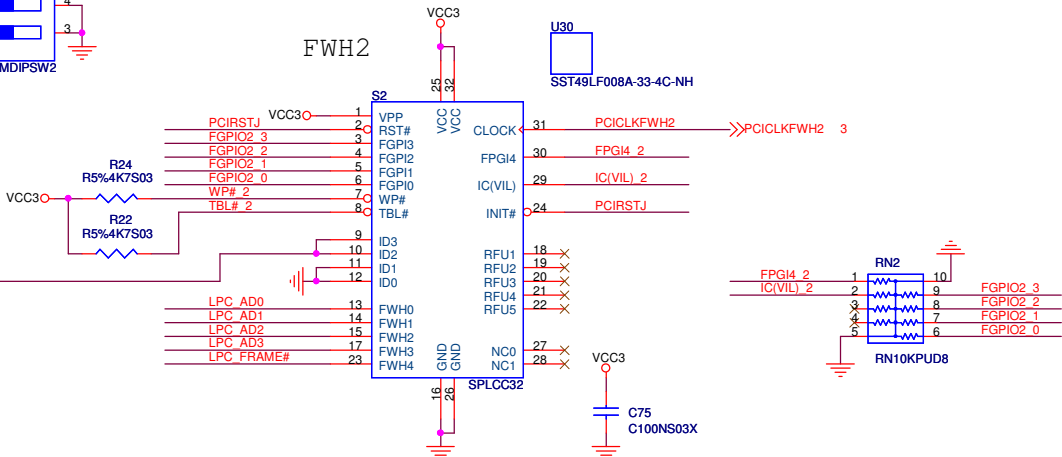 4
3
MDIPSW2
FWH2
VCC3
U30
SST49LF008A-33-4C-NH
25
32
S2
VCC
VCC
VCC3
1
VPP
PCIRSTJ
2
RST#
FGPIO2_3
3
FGPI3
FGPIO2_2
4
FGPI2
FGPIO2_1
5
FGPI1
FGPIO2_0
6
FGPI0
R24
R5%4K7S03
VCC3
WP#_2
7
WP#
TBL#_2
8
TBL#
R22
R5%4K7S03
9
ID3
10
ID2
11
ID1
12
ID0
LPC_AD0
13
FWH0
LPC_AD1
14
FWH1
LPC_AD2
15
FWH2
LPC_AD3
17
FWH3
LPC_FRAME#
23
FWH4
CLOCK
31
PCICLKFWH2
PCICLKFWH2 3
FPGI4
30
FPGI4_2
IC(VIL)
29
IC(VIL)_2
INIT#
24
PCIRSTJ
RFU1
18
RFU2
19
RFU3
20
RFU4
21
RFU5
22
NC0
27
NC1
28
GND
GND
SPLCC32
16
26
VCC3
C75
C100NS03X
RN2
FPGI4_2
1
10
IC(VIL)_2
2
9
FGPIO2_3
3
8
FGPIO2_2
4
7
FGPIO2_1
5
6
FGPIO2_0
RN10KPUD8